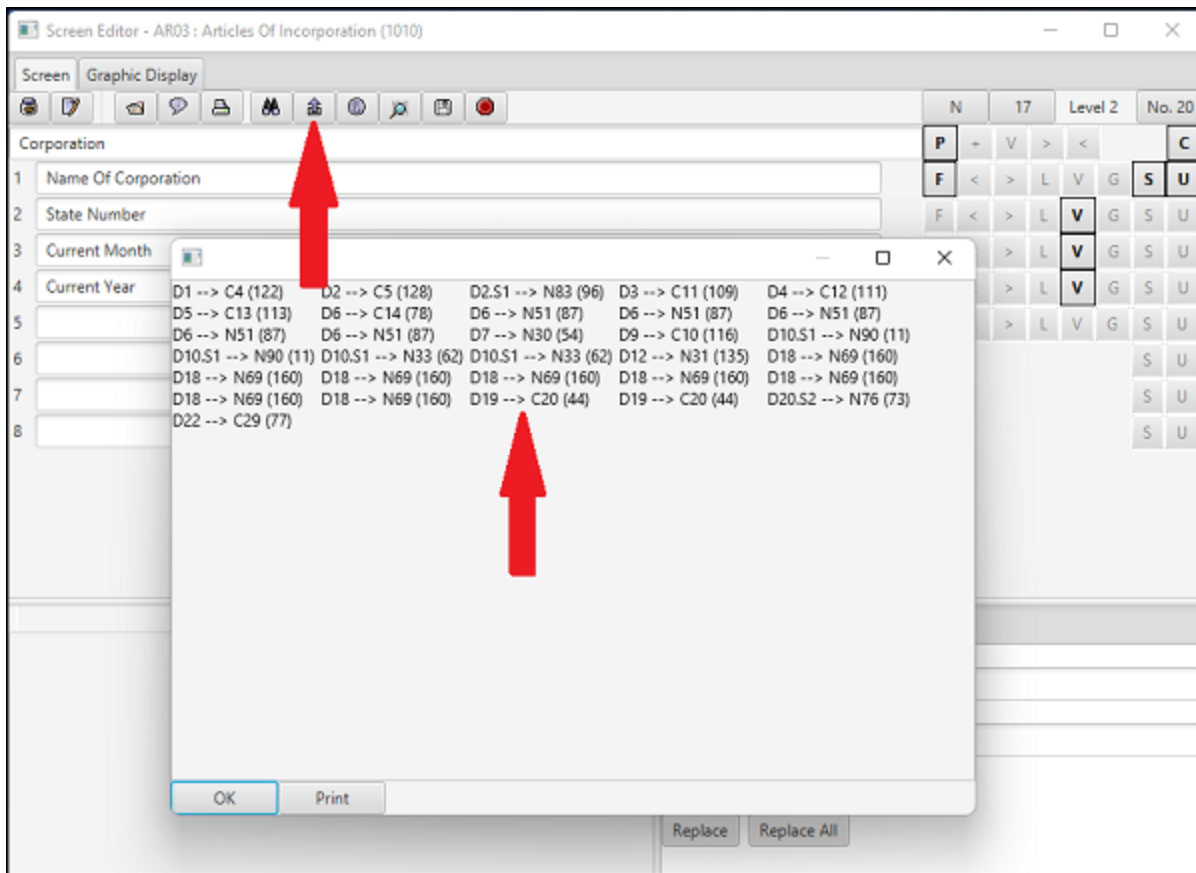 Screen Editor - AR03 : Articles Of Incorporation (1010)
Screen Graphic Display
N 17 Level 2 No. 20
Corporation P + V > < C
1 Name Of Corporation F < > L V G S U
2 State Number F < > L V G S U
3 Current Month > L V G S U
4 Current Year > L V G S U
5 > L V G S U
6 S U
7 S U
8 S U
D1 --> C4 (122) D2 --> C5 (128) D2.S1 --> N83 (96) D3 --> C11 (109) D4 --> C12 (111)
D5 --> C13 (113) D6 --> C14 (78) D6 --> N51 (87) D6 --> N51 (87) D6 --> N51 (87)
D6 --> N51 (87) D6 --> N51 (87) D7 --> N30 (54) D9 --> C10 (116) D10.S1 --> N90 (11)
D10.S1 --> N90 (11) D10.S1 --> N33 (62) D10.S1 --> N33 (62) D12 --> N31 (135) D18 --> N69 (160)
D18 --> N69 (160) D18 --> N69 (160) D18 --> N69 (160) D18 --> N69 (160) D18 --> N69 (160)
D18 --> N69 (160) D18 --> N69 (160) D19 --> C20 (44) D19 --> C20 (44) D20.S2 --> N76 (73)
D22 --> C29 (77)
OK Print
Replace Replace All